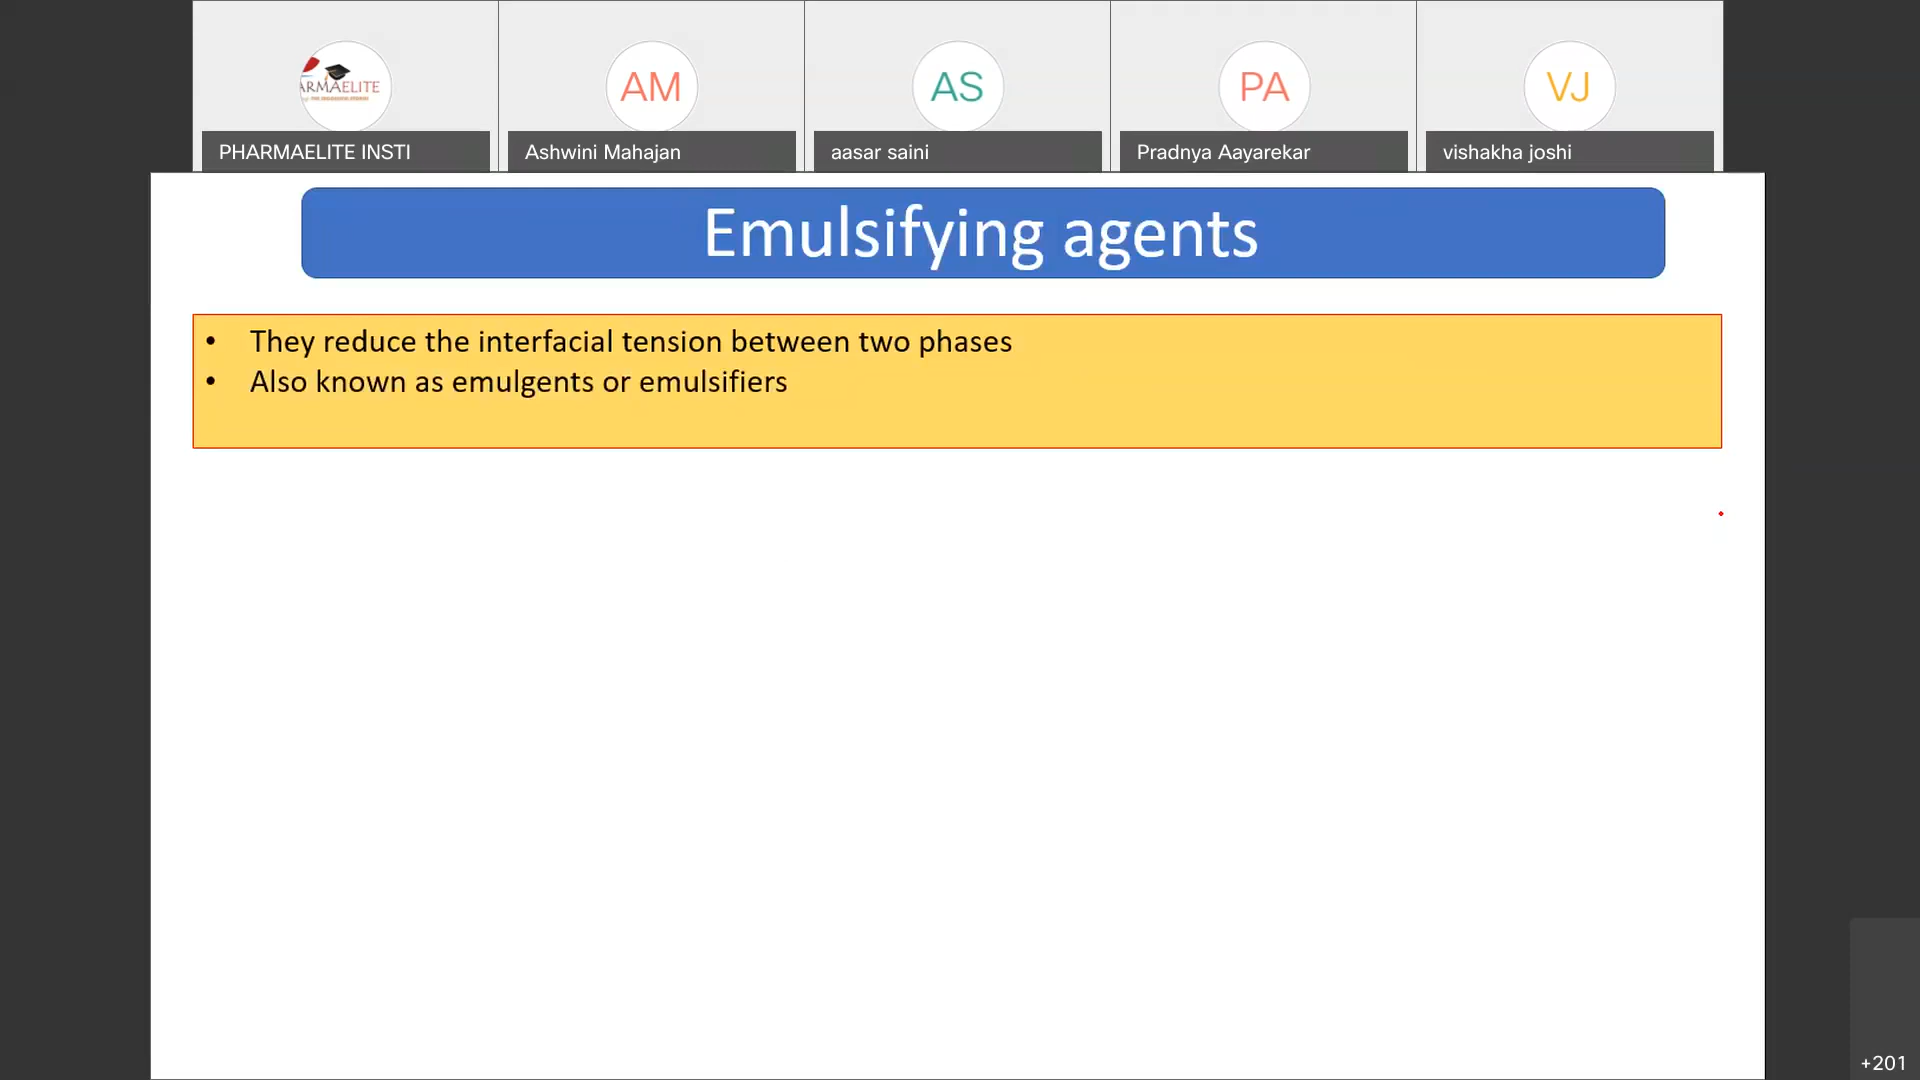 ARMAELITE
AM
AS
PA
VJ
PHARMAELITE INSTI
Ashwini Mahajan
aasar saini
Pradnya Aayarekar
vishakha joshi
Emulsifying agents
• They reduce the interfacial tension between two phases
• Also known as emulgents or emulsifiers
+201